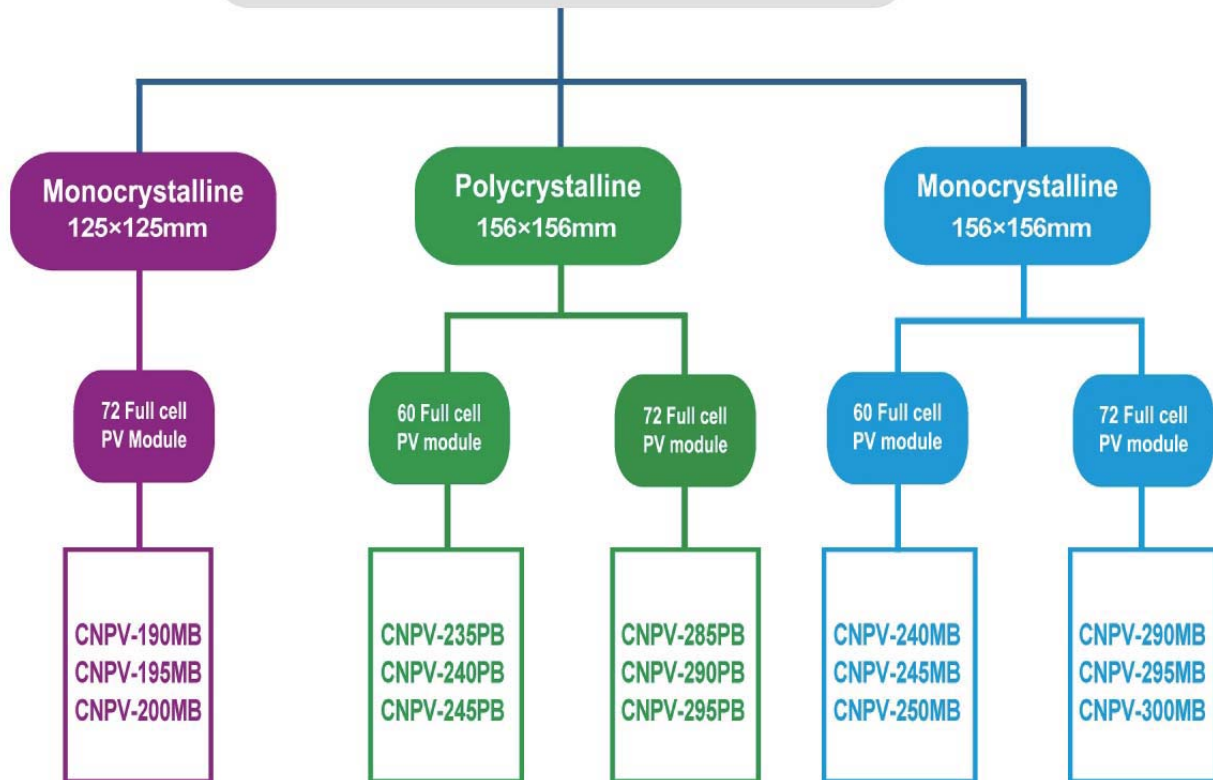 Monocrystalline
125×125mm
Polycrystalline
156×156mm
Monocrystalline
156×156mm
72 Full cell
PV Module
60 Full cell
PV module
72 Full cell
PV module
60 Full cell
PV module
72 Full cell
PV module
CNPV-190MB
CNPV-195MB
CNPV-200MB
CNPV-235PB
CNPV-240PB
CNPV-245PB
CNPV-285PB
CNPV-290PB
CNPV-295PB
CNPV-240MB
CNPV-245MB
CNPV-250MB
CNPV-290MB
CNPV-295MB
CNPV-300MB